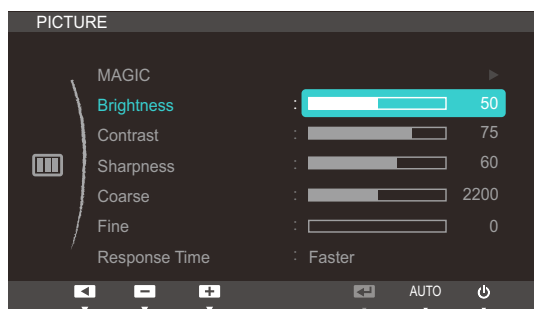 PICTURE
MAGIC
Brightness : 50
Contrast : 75
Sharpness : 60
Coarse : 2200
Fine : 0
Response Time : Faster
AUTO